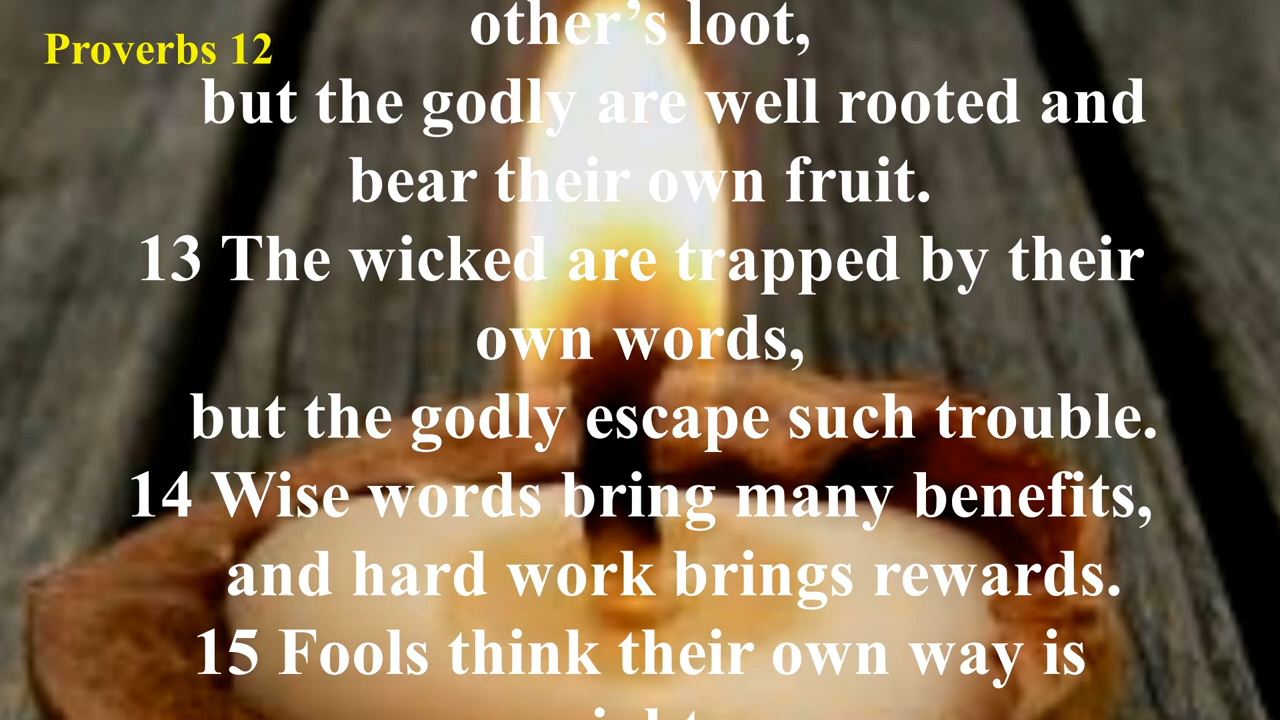 Proverbs 12
other’s loot,
but the godly are well rooted and
bear their own fruit.
13 The wicked are trapped by their
own words,
but the godly escape such trouble.
14 Wise words bring many benefits,
and hard work brings rewards.
15 Fools think their own way is